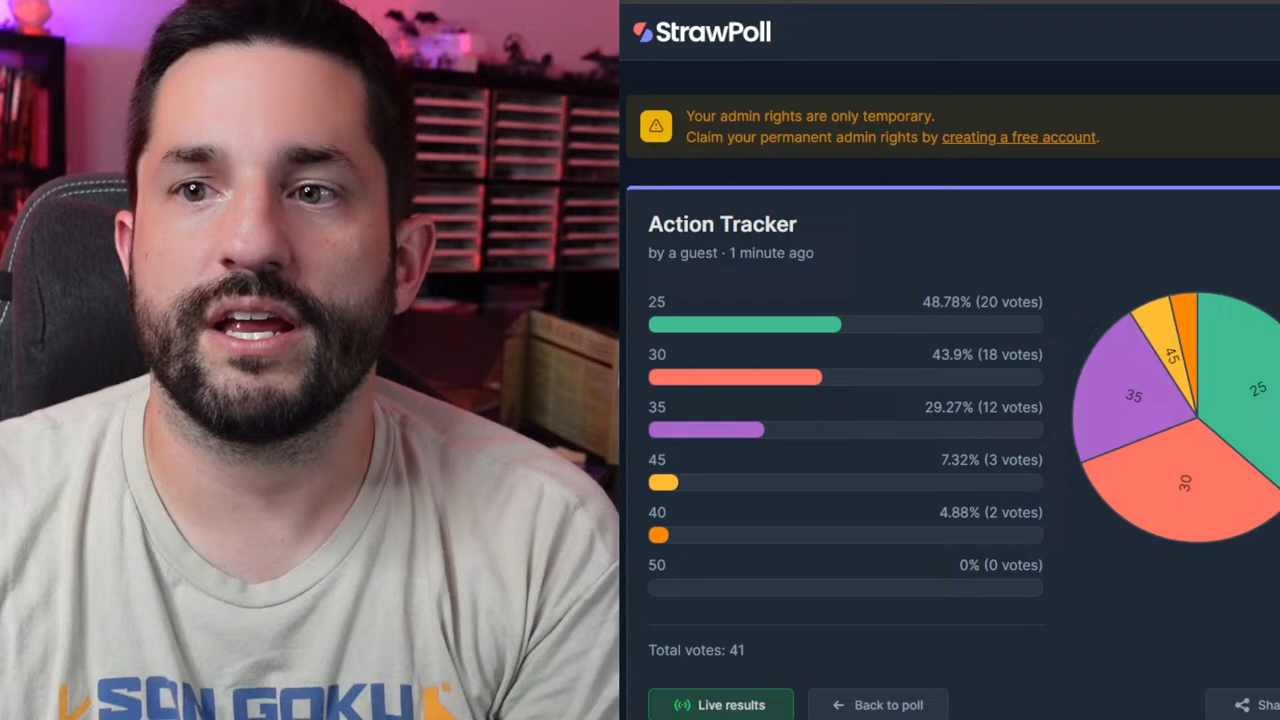 StrawPoll
Your admin rights are only temporary.
Claim your permanent admin rights by creating a free account.
Action Tracker
by a guest · 1 minute ago
25 48.78% (20 votes)
30 43.9% (18 votes)
35 29.27% (12 votes)
45 7.32% (3 votes)
40 4.88% (2 votes)
50 0% (0 votes)
Total votes: 41
Live results
Back to poll
Sha
45
35
25
30
SON GOKU